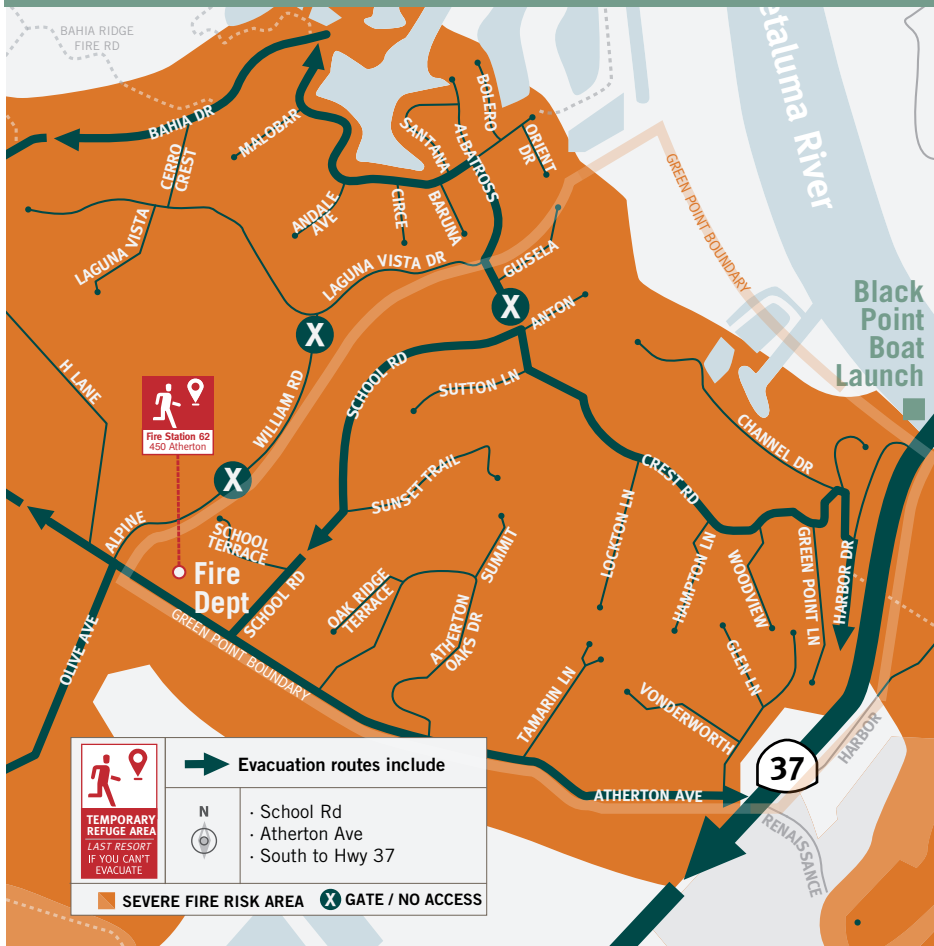 BAHIA RIDGE
FIRE RD
etaluma River
BAHIA DR
MALOBAR
CERRO
CREST
SANTANA
ALBATROSS
BOLERO
ORIENT
DR
GREEN POINT BOUNDARY
ANDALE
AVE
CIRCE
BARUNA
LAGUNA VISTA
LAGUNA VISTA DR
GUISELA
X
ANTON
Black
Point
Boat
Launch
X
H LANE
SCHOOL RD
SUTTON LN
Fire Station 62
450 Atherton
WILLIAM RD
CHANNEL DR
X
SUNSET TRAIL
CREST RD
ALPINE
SCHOOL
TERRACE
LOCKTON LN
HAMPTON LN
WOODVIEW
GREEN POINT LN
HARBOR DR
SUMMIT
Fire
Dept
SCHOOL RD
OAK RIDGE
TERRACE
ATHERTON
OAKS DR
GREEN POINT BOUNDARY
OLIVE AVE
TAMARIN LN
VONDERWORTH
GLEN LN
HARBOR
37
ATHERTON AVE
RENAISSANCE
TEMPORARY
REFUGE AREA
LAST RESORT
IF YOU CAN'T
EVACUATE
Evacuation routes include
N
· School Rd
· Atherton Ave
· South to Hwy 37
SEVERE FIRE RISK AREA
X GATE / NO ACCESS